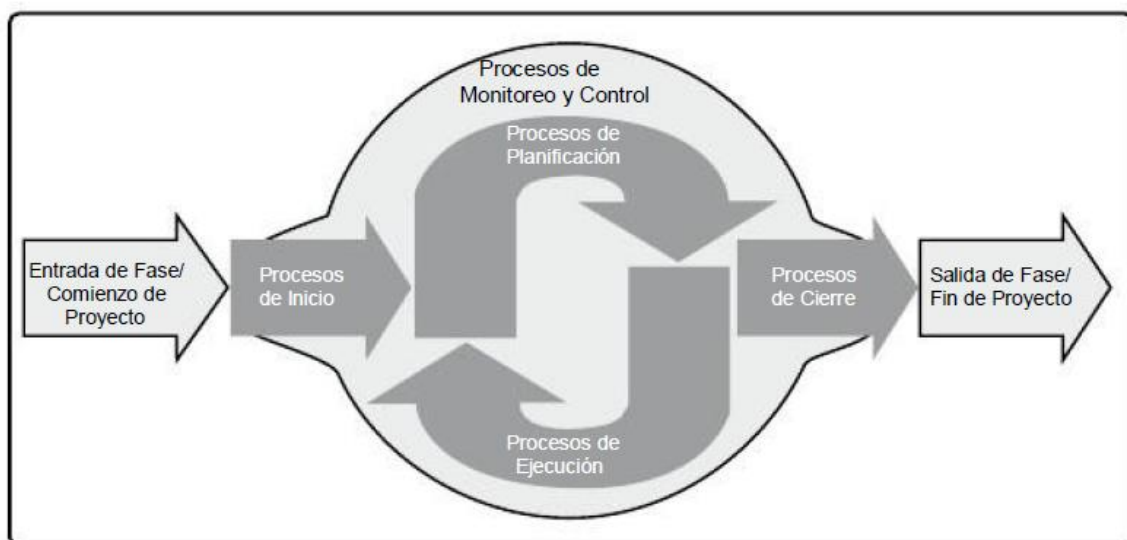 Procesos de
Monitoreo y Control
Procesos de
Planificación
Entrada de Fase/
Comienzo de
Proyecto
Procesos
de Inicio
Procesos
de Cierre
Salida de Fase/
Fin de Proyecto
Procesos de
Ejecución